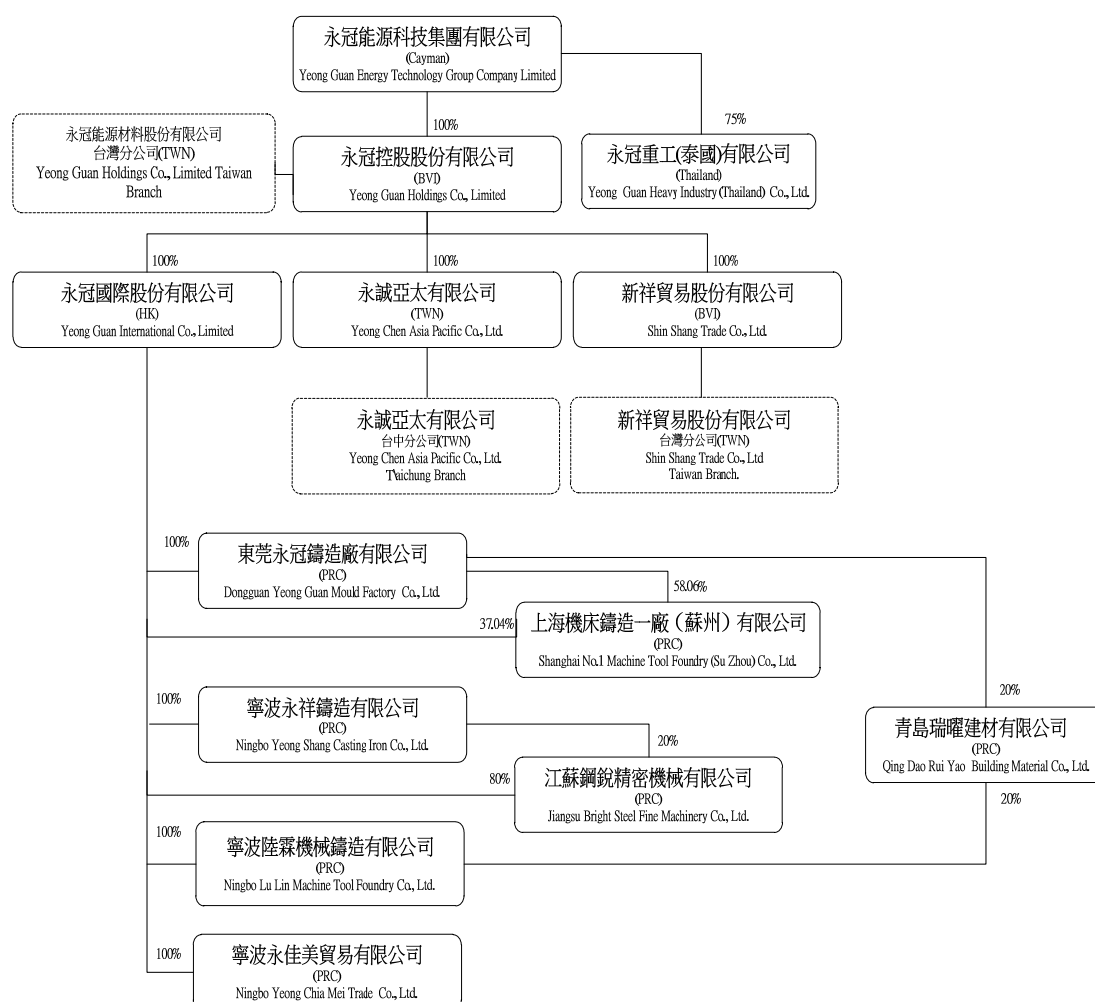 永冠能源科技集團有限公司
(Cayman)
Yeong Guan Energy Technology Group Company Limited
100%
75%
永冠能源材料股份有限公司
台灣分公司(TWN)
Yeong Guan Holdings Co., Limited Taiwan
Branch
永冠控股股份有限公司
(BVI)
Yeong Guan Holdings Co., Limited
永冠重工(泰國)有限公司
(Thailand)
Yeong Guan Heavy Industry (Thailand) Co., Ltd.
100%
100%
100%
永冠國際股份有限公司
(HK)
Yeong Guan International Co., Limited
永誠亞太有限公司
(TWN)
Yeong Chen Asia Pacific Co., Ltd.
新祥貿易股份有限公司
(BVI)
Shin Shang Trade Co., Ltd.
永誠亞太有限公司
台中分公司(TWN)
Yeong Chen Asia Pacific Co., Ltd.
T'aichung Branch
新祥貿易股份有限公司
台灣分公司(TWN)
Shin Shang Trade Co., Ltd
Taiwan Branch.
100%
東莞永冠鑄造廠有限公司
(PRC)
Dongguan Yeong Guan Mould Factory Co., Ltd.
58.06%
37.04%
上海機床鑄造一廠（蘇州）有限公司
(PRC)
Shanghai No.1 Machine Tool Foundry (Su Zhou) Co., Ltd.
100%
寧波永祥鑄造有限公司
(PRC)
Ningbo Yeong Shang Casting Iron Co., Ltd.
20%
20%
青島瑞曜建材有限公司
(PRC)
Qing Dao Rui Yao Building Material Co., Ltd.
20%
80%
江蘇鋼銳精密機械有限公司
(PRC)
Jiangsu Bright Steel Fine Machinery Co., Ltd.
100%
寧波陸霖機械鑄造有限公司
(PRC)
Ningbo Lu Lin Machine Tool Foundry Co., Ltd.
100%
寧波永佳美貿易有限公司
(PRC)
Ningbo Yeong Chia Mei Trade Co., Ltd.